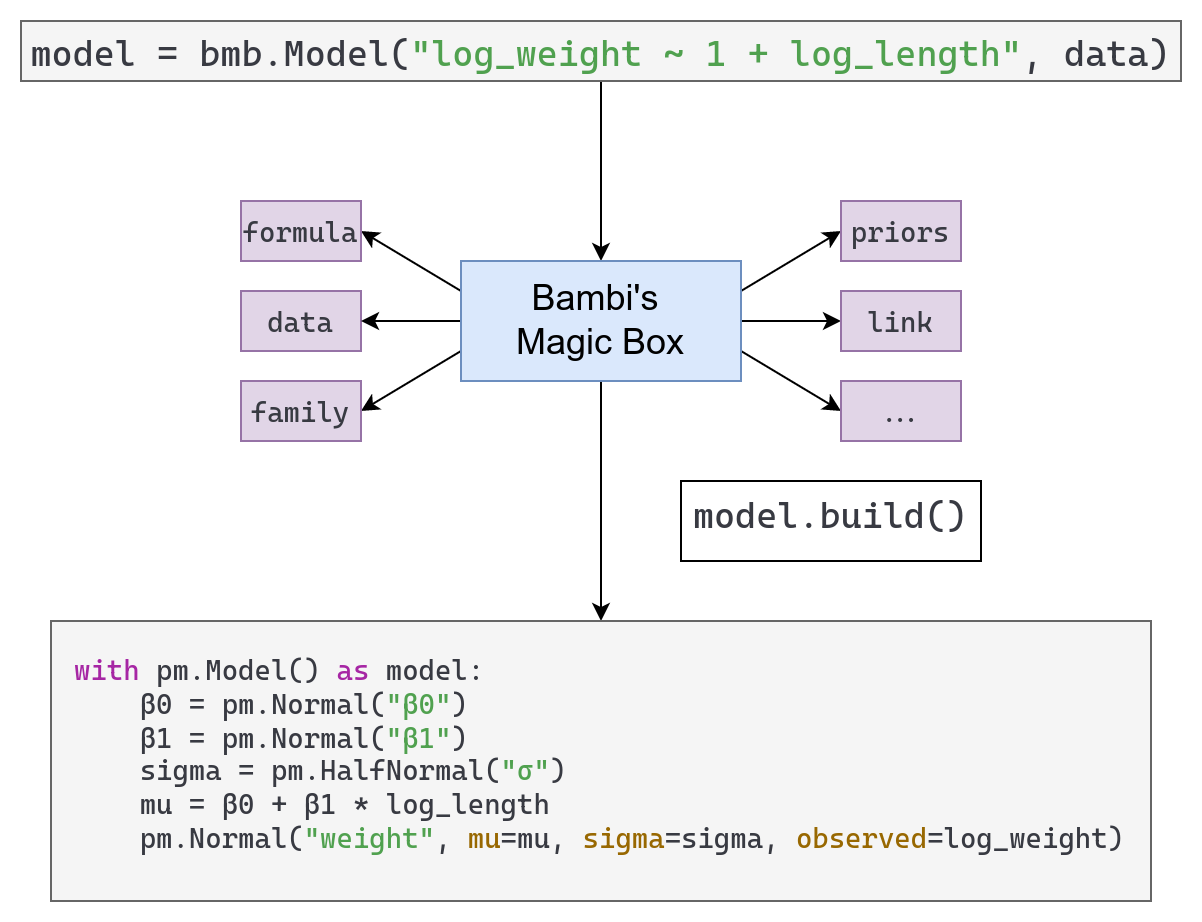 model = bmb.Model("log_weight ~ 1 + log_length", data)
formula
priors
Bambi's
Magic Box
data
link
family
...
model.build()
with pm.Model() as model:
    β0 = pm.Normal("β0")
    β1 = pm.Normal("β1")
    sigma = pm.HalfNormal("σ")
    mu = β0 + β1 * log_length
    pm.Normal("weight", mu=mu, sigma=sigma, observed=log_weight)